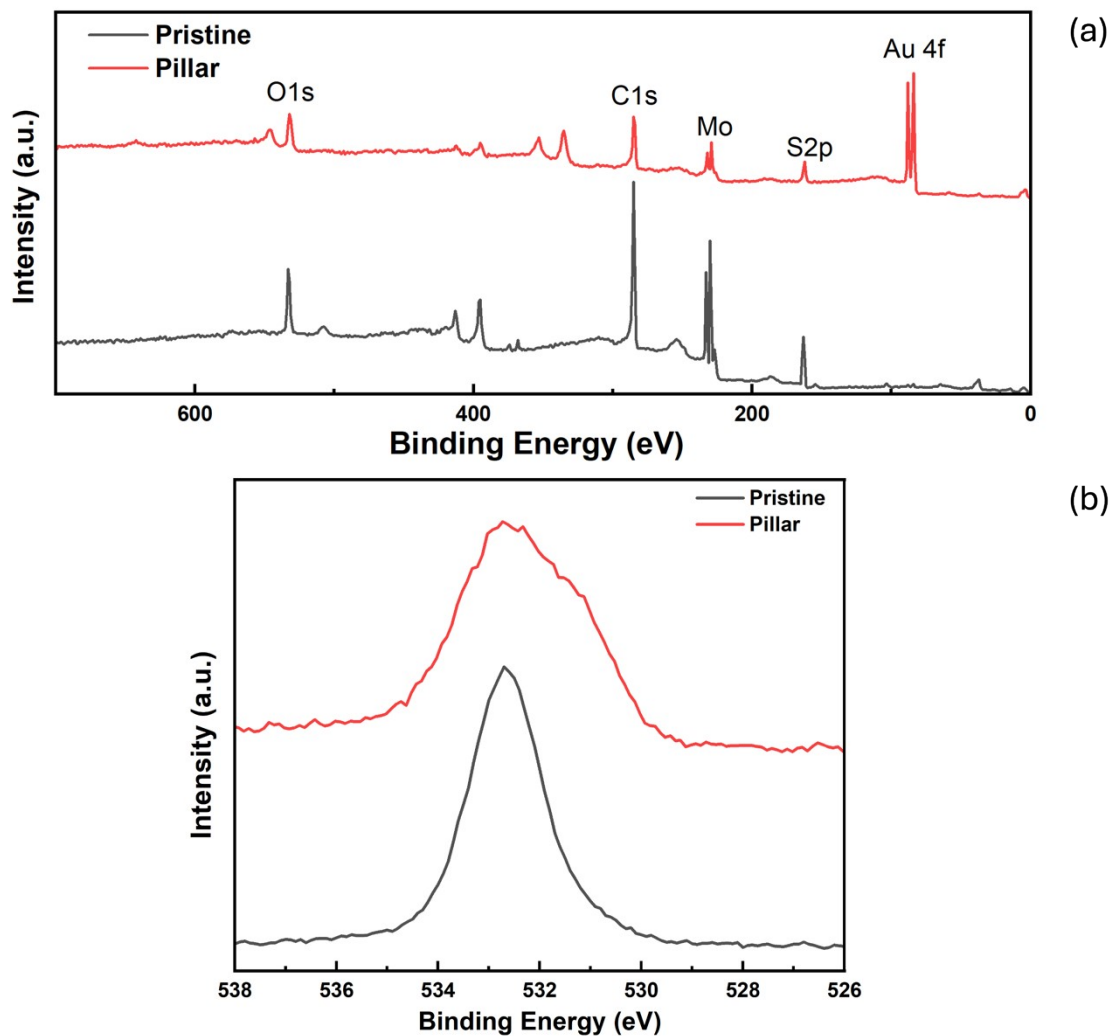 (a)
Pristine
Pillar
O1s
C1s
Mo
S2p
Au 4f
Intensity (a.u.)
600
400
200
0
Binding Energy (eV)
(b)
Pristine
Pillar
Intensity (a.u.)
538
536
534
532
530
528
526
Binding Energy (eV)